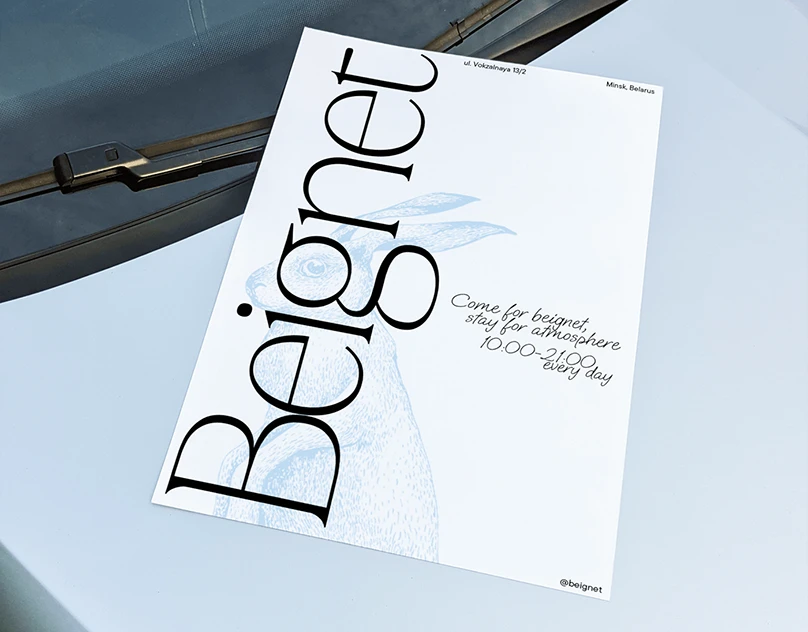 ul. Vokzalnaya 13/2
Minsk, Belarus
Beignet
Come for beignet,
stay for atmosphere
10:00-21:00
every day
@beignet